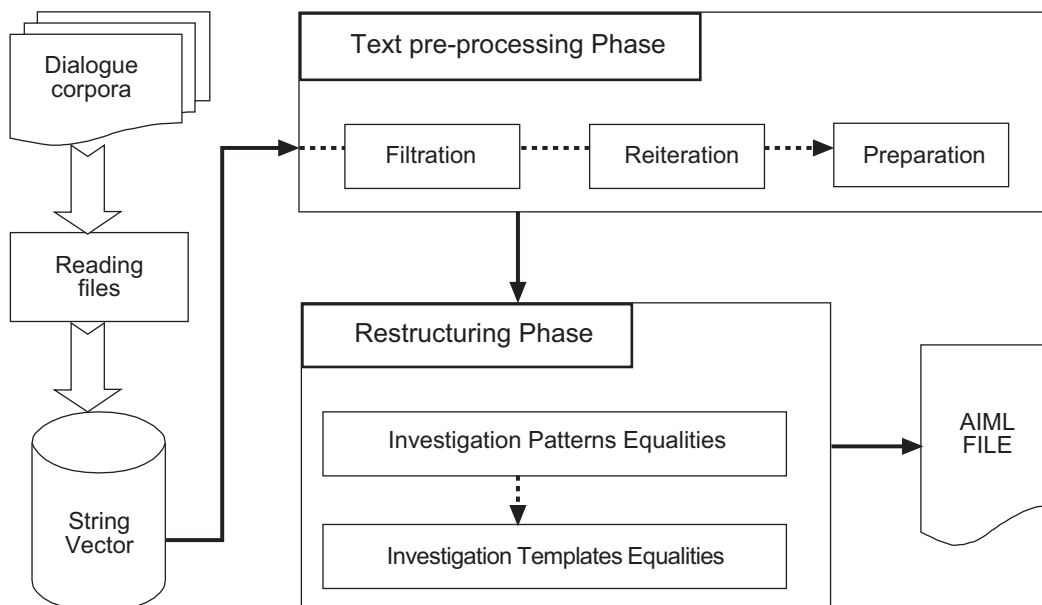 Dialogue
corpora
Reading
files
String
Vector
Text pre-processing Phase
Filtration
Reiteration
Preparation
Restructuring Phase
Investigation Patterns Equalities
Investigation Templates Equalities
AIML
FILE